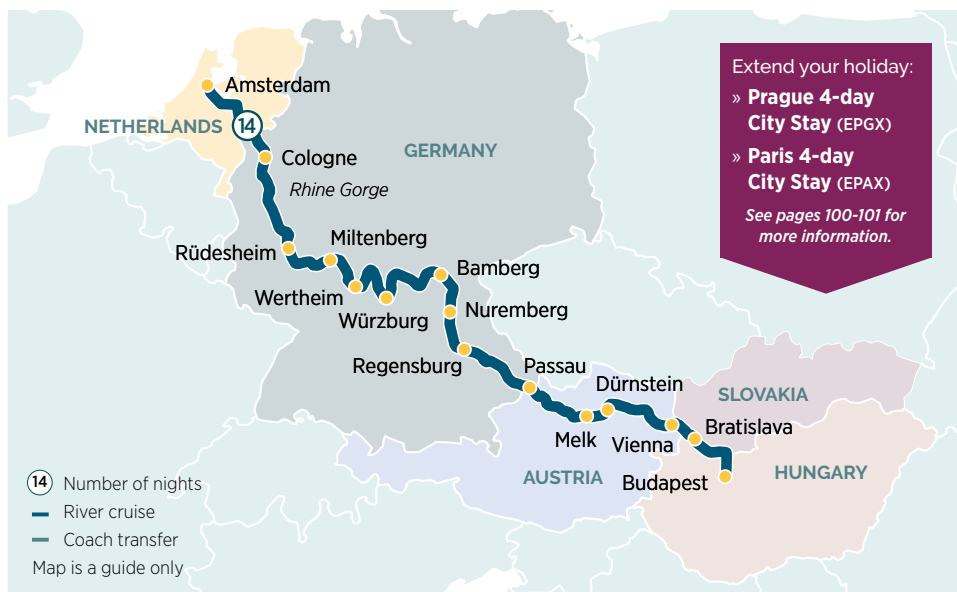 Amsterdam
NETHERLANDS
14
Cologne
GERMANY
Rhine Gorge
Rüdesheim
Miltenberg
Wertheim
Würzburg
Bamberg
Nuremberg
Regensburg
Passau
Dürnstein
Melk
Vienna
SLOVAKIA
Bratislava
AUSTRIA
Budapest
HUNGARY
Extend your holiday:
» Prague 4-day
City Stay (EPGX)
» Paris 4-day
City Stay (EPAX)
See pages 100-101 for
more information.
14 Number of nights
River cruise
Coach transfer
Map is a guide only